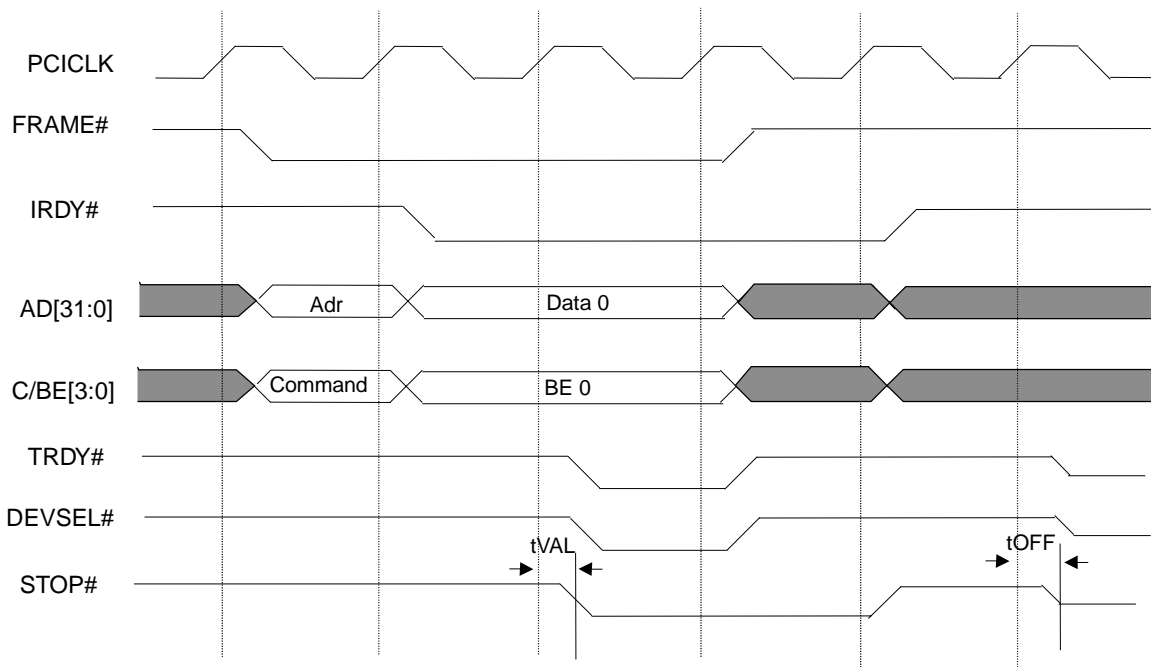 PCICLK
FRAME#
IRDY#
AD[31:0] Adr Data 0
C/BE[3:0] Command BE 0
TRDY#
DEVSEL#
tVAL tOFF
STOP#